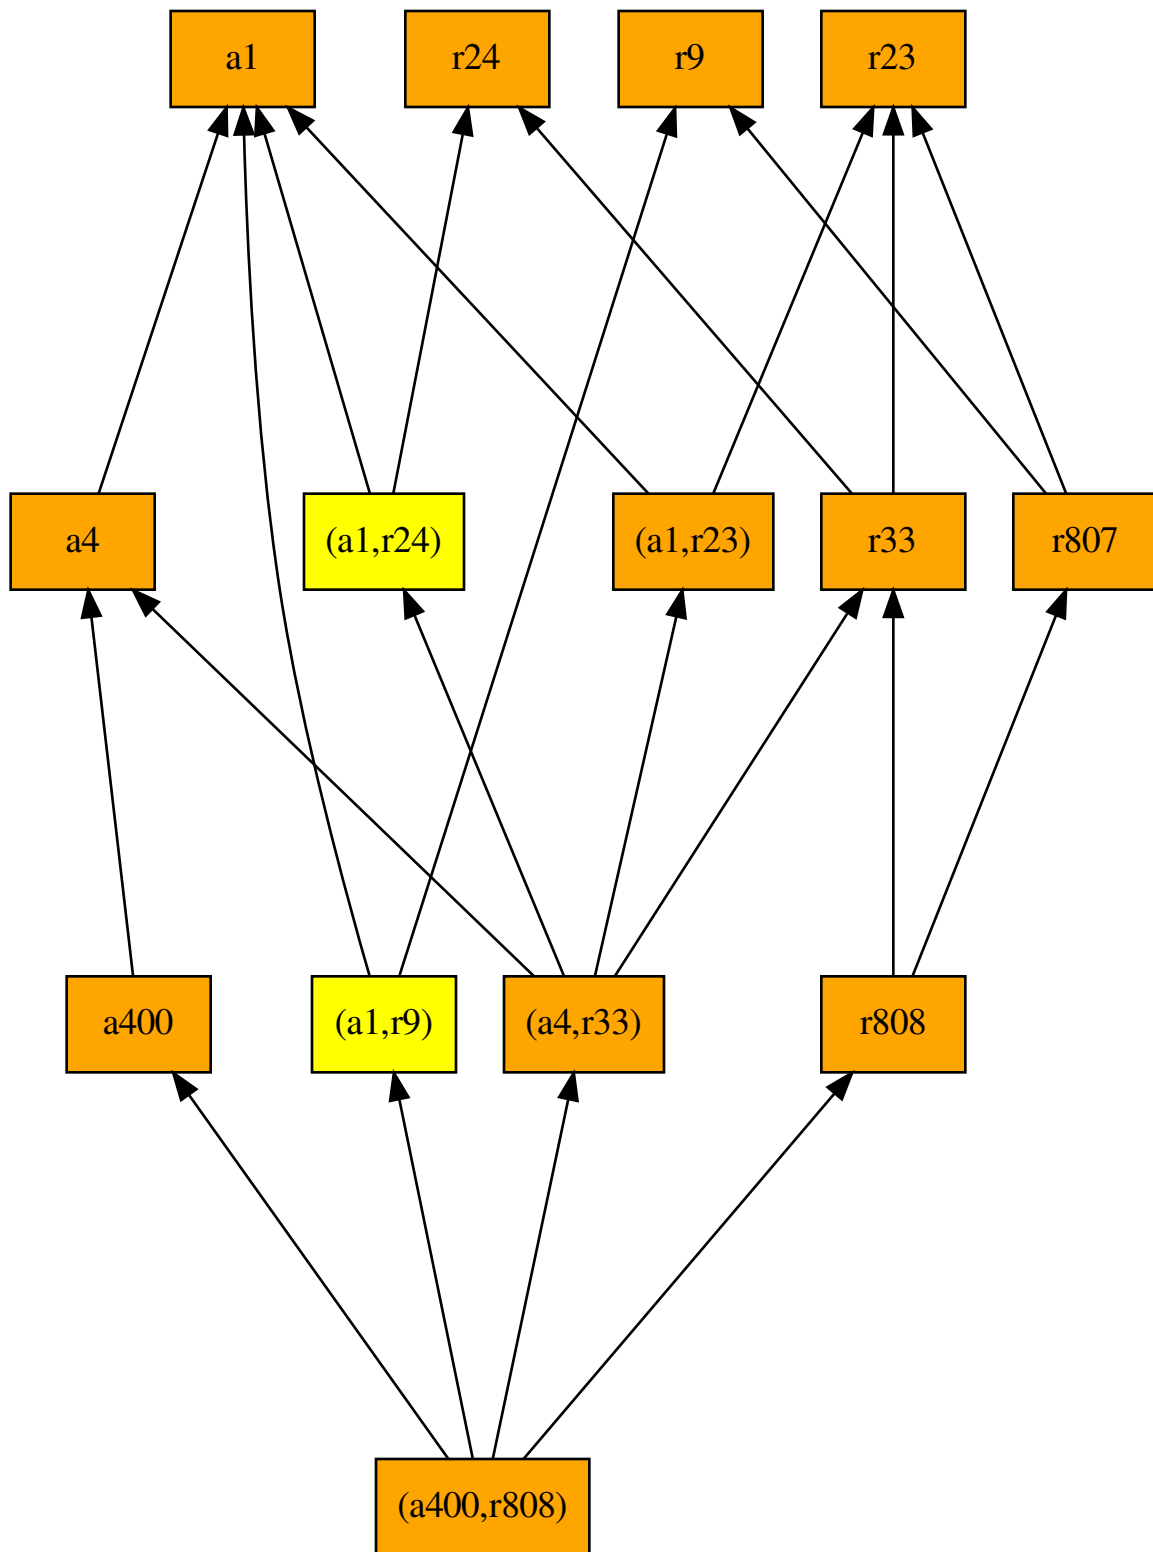 a1
r24
r9
r23
a4
(a1,r24)
(a1,r23)
r33
r807
a400
(a1,r9)
(a4,r33)
r808
(a400,r808)